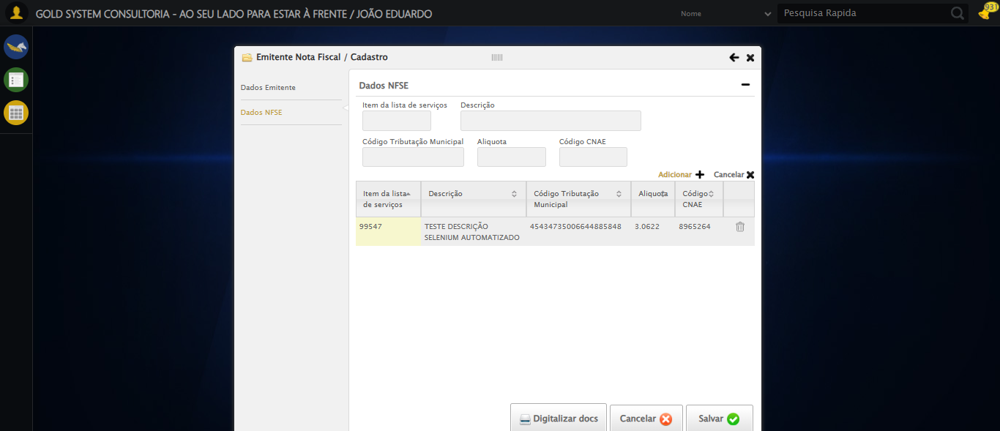 GOLD SYSTEM CONSULTORIA - AO SEU LADO PARA ESTAR À FRENTE / JOÃO EDUARDO
Nome
Pesquisa Rapida
931
Emitente Nota Fiscal / Cadastro
Dados Emitente
Dados NFSE
Dados NFSE
Item da lista de serviços
Descrição
Código Tributação Municipal
Aliquota
Código CNAE
Adicionar
Cancelar
Item da lista
de serviços
Descrição
Código Tributação
Municipal
Aliquota
Código
CNAE
99547
TESTE DESCRIÇÃO
SELENIUM AUTOMATIZADO
45434735006644885848
3.0622
8965264
Digitalizar docs
Cancelar
Salvar